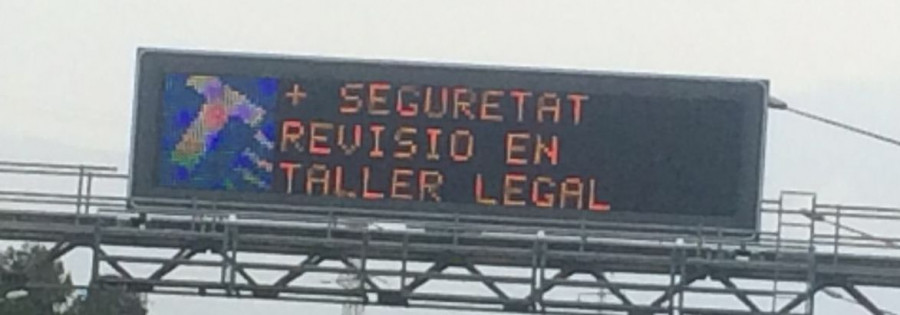 + SEGURETAT
REVISIO EN
TALLER LEGAL